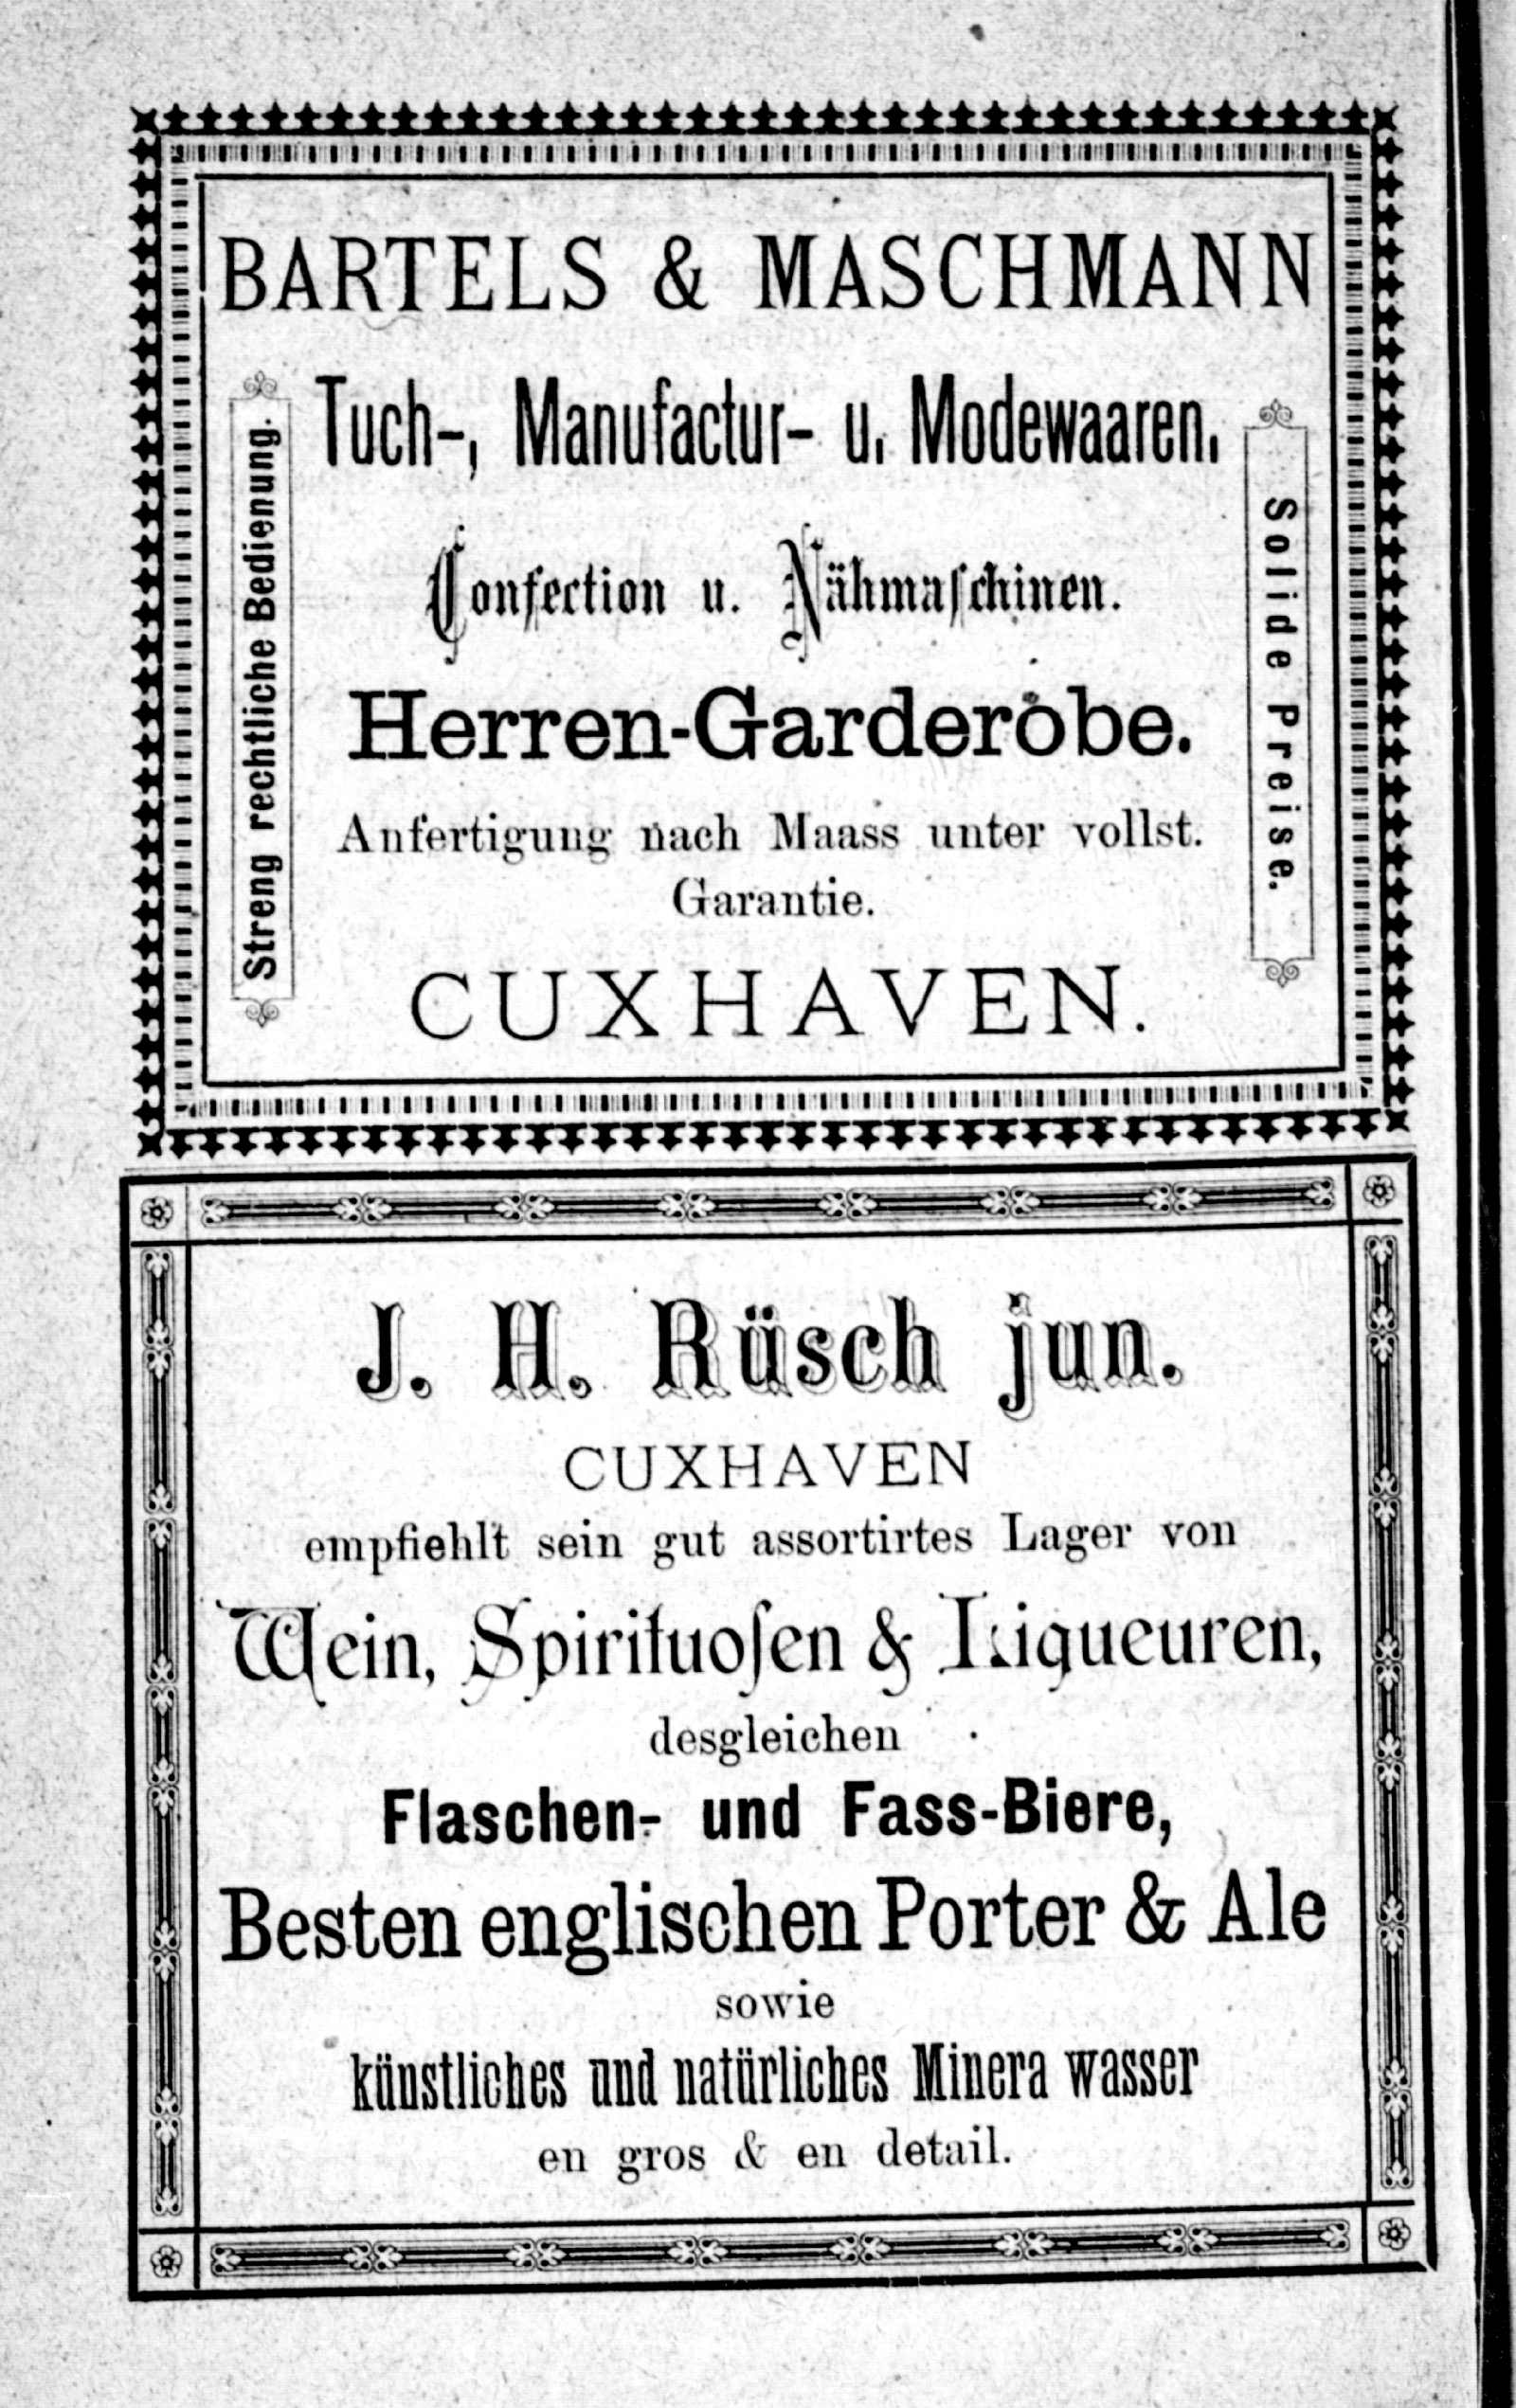 BARTELS & MASCHMANN
Streng rechtliche Bedienung.
Tuch-, Manufactur- u. Modewaaren.
Confection u. Nähmaſchinen.
Herren-Garderobe.
Anfertigung nach Maass unter vollst.
Garantie.
Solide Preise.
CUXHAVEN.
J. H. Rüsch jun.
CUXHAVEN
empfiehlt sein gut assortirtes Lager von
Wein, Spirituoſen & Liqueuren,
desgleichen
Flaschen- und Fass-Biere,
Besten englischen Porter & Ale
sowie
künstliches und natürliches Minera wasser
en gros & en detail.